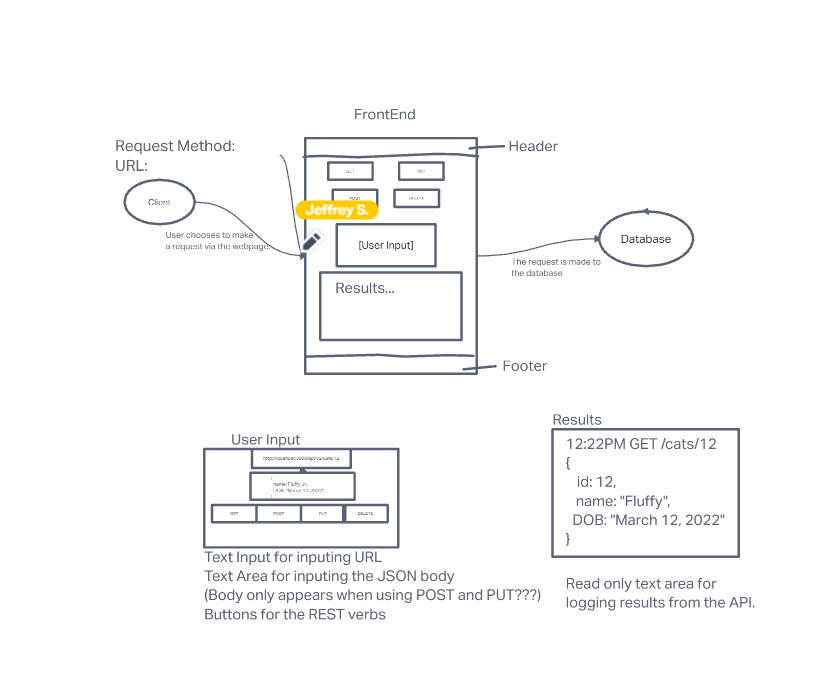 FrontEnd
Request Method:
URL:
Header
GET
PUT
POST
DELETE
Client
Jeffrey S.
User chooses to make
a request via the webpage.
[User Input]
Database
The request is made to
the database
Results...
Footer
User Input
http://localhost:3000/api/v2/cats/12
{
name: Fluffy Jr,
DOB: "March 12, 2022"
GET
POST
PUT
DELETE
Text Input for inputing URL
Text Area for inputing the JSON body
(Body only appears when using POST and PUT???)
Buttons for the REST verbs
Results
12:22PM GET /cats/12
{
id: 12,
name: "Fluffy",
DOB: "March 12, 2022"
}
Read only text area for
logging results from the API.